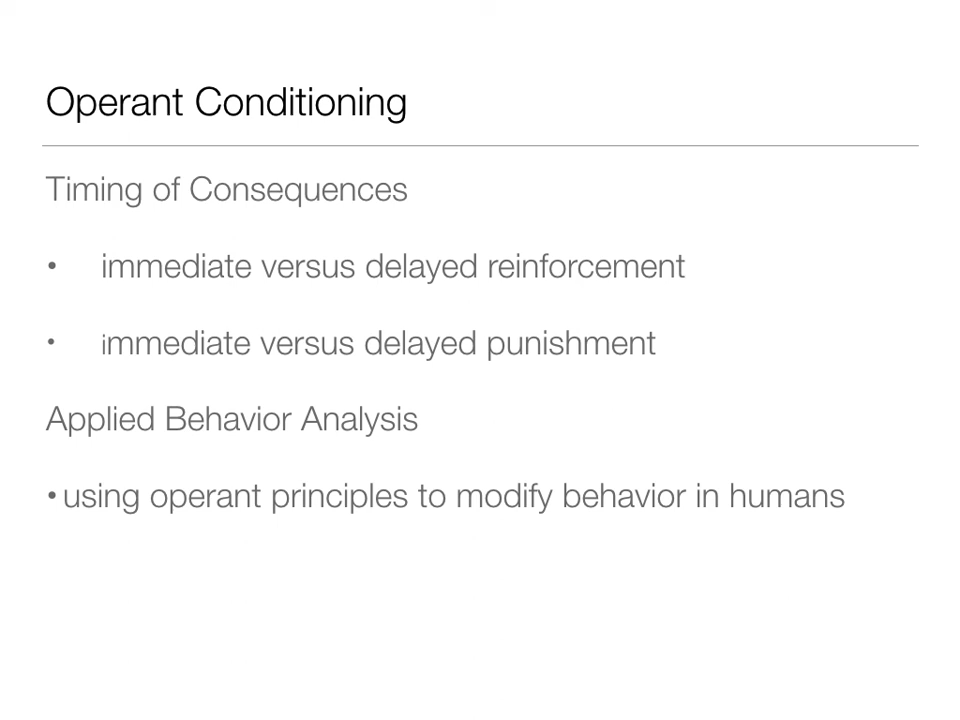 Operant Conditioning
Timing of Consequences
• immediate versus delayed reinforcement
• immediate versus delayed punishment
Applied Behavior Analysis
• using operant principles to modify behavior in humans